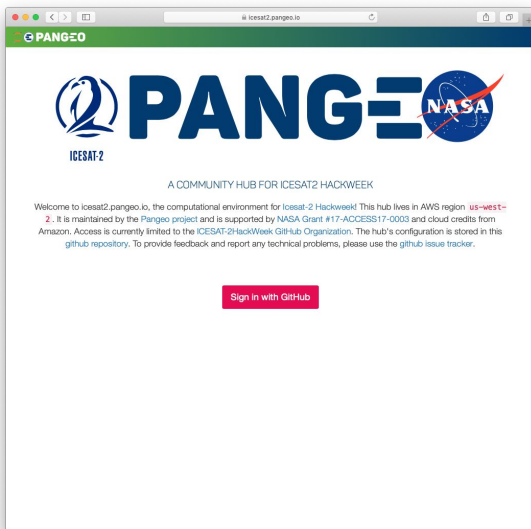 icesat2.pangeo.io
PANGEO
PANGEO
NASA
ICESAT-2
A COMMUNITY HUB FOR ICESAT2 HACKWEEK
Welcome to icesat2.pangeo.io, the computational environment for Icesat-2 Hackweek! This hub lives in AWS region us-west-
2 . It is maintained by the Pangeo project and is supported by NASA Grant #17-ACCESS17-0003 and cloud credits from
Amazon. Access is currently limited to the ICESAT-2HackWeek GitHub Organization. The hub's configuration is stored in this
github repository. To provide feedback and report any technical problems, please use the github issue tracker.
Sign in with GitHub